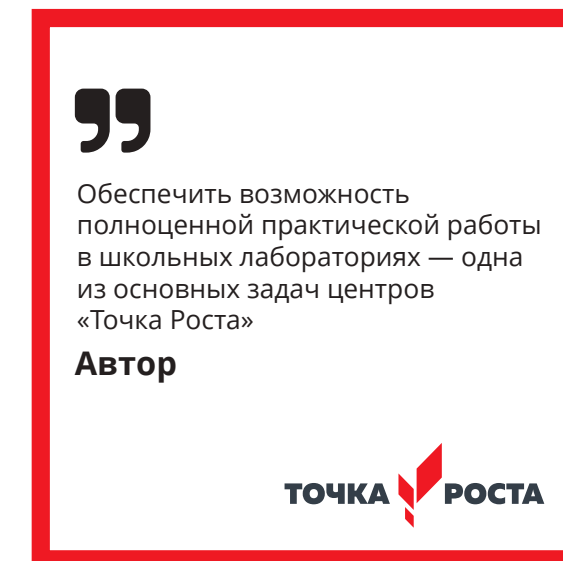 Обеспечить возможность
полноценной практической работы
в школьных лабораториях — одна
из основных задач центров
«Точка Роста»
Автор
ТОЧКА РОСТА